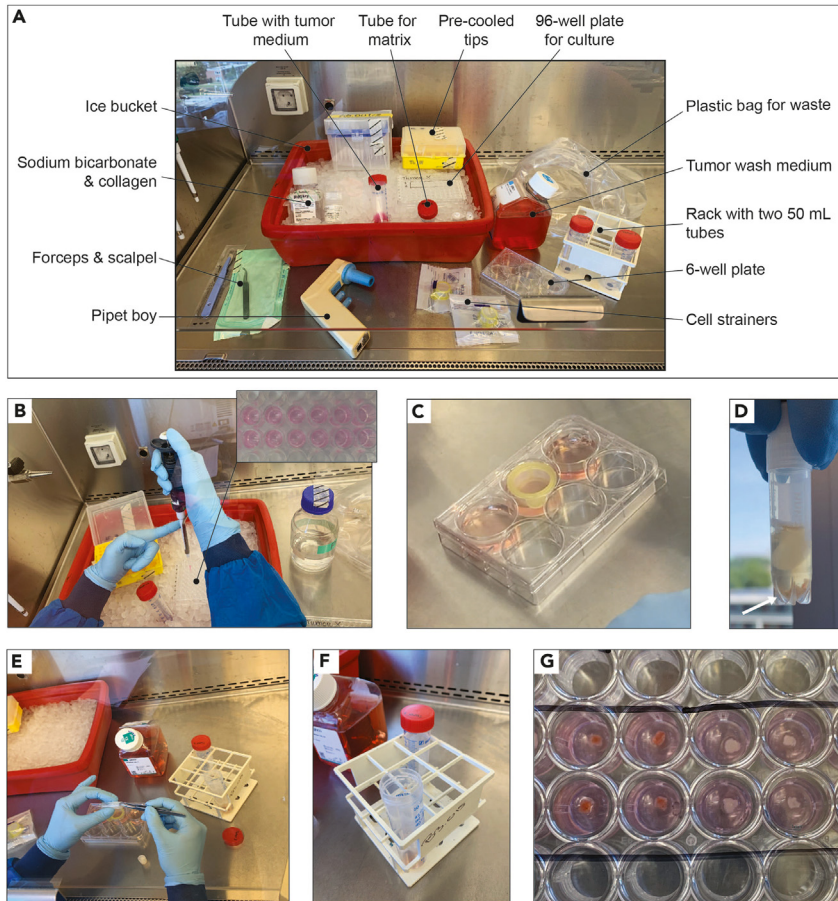 A
Tube with tumor
medium
Tube for
matrix
Pre-cooled
tips
96-well plate
for culture
Ice bucket
Sodium bicarbonate
& collagen
Forceps & scalpel
Pipet boy
Plastic bag for waste
Tumor wash medium
Rack with two 50 mL
tubes
6-well plate
Cell strainers
B
C
D
E
F
G